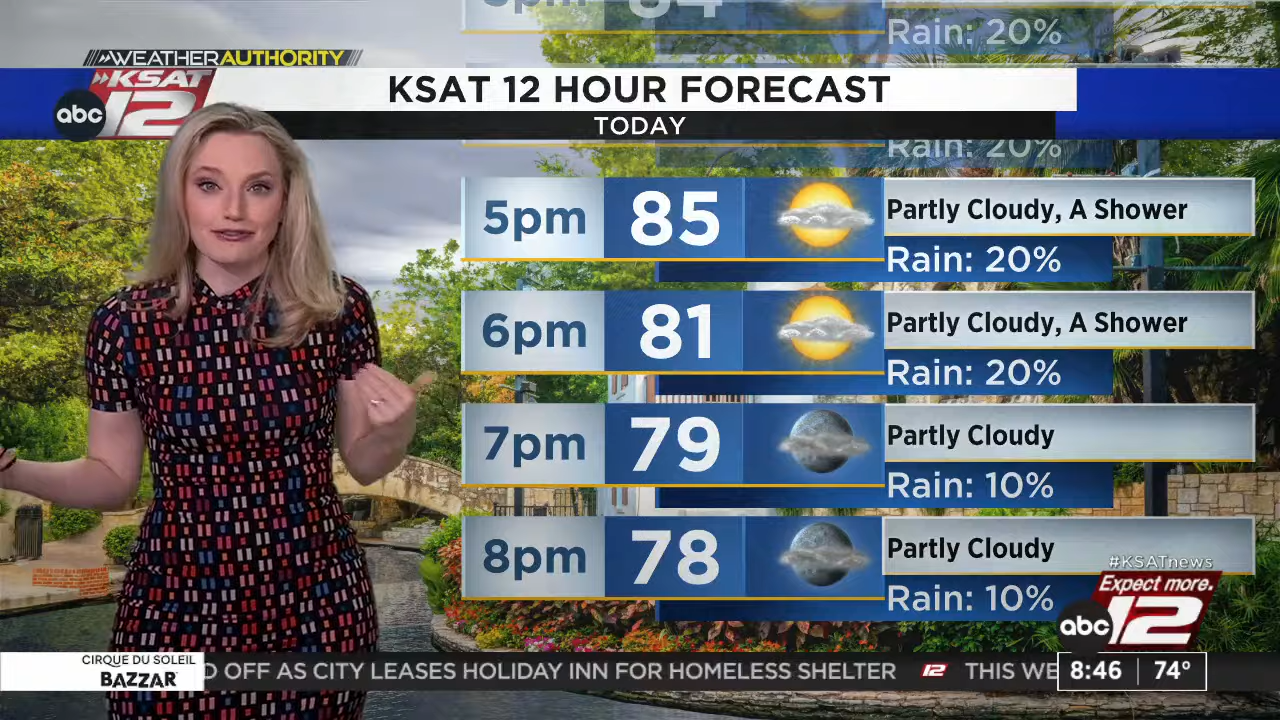 84
Rain: 20%
WEATHERAUTHORITY
KSAT
abc 12
KSAT 12 HOUR FORECAST
TODAY
Rain: 20%
5pm 85 Partly Cloudy, A Shower
Rain: 20%
6pm 81 Partly Cloudy, A Shower
Rain: 20%
7pm 79 Partly Cloudy
Rain: 10%
8pm 78 Partly Cloudy
Rain: 10%
#KSATnews
Expect more.
abc 12
CIRQUE DU SOLEIL
BAZZAR
OFF AS CITY LEASES HOLIDAY INN FOR HOMELESS SHELTER 12 THIS WE
8:46 74°